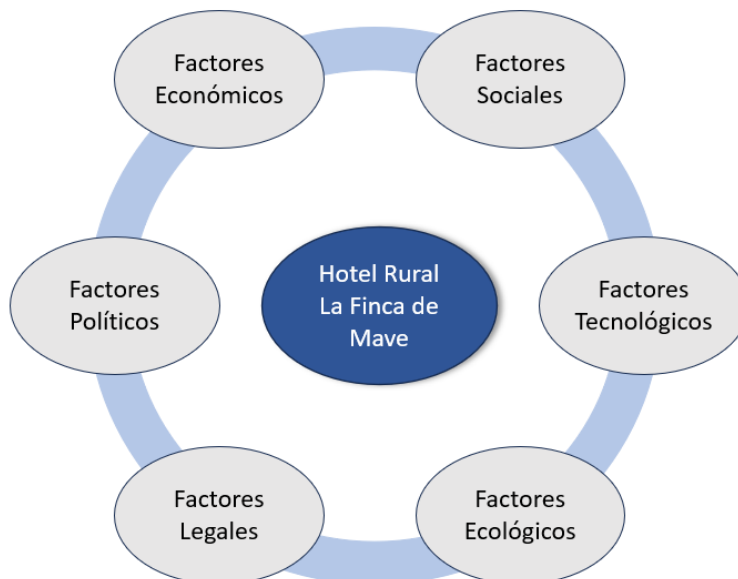 Factores
Económicos
Factores
Sociales
Factores
Políticos
Hotel Rural
La Finca de
Mave
Factores
Tecnológicos
Factores
Legales
Factores
Ecológicos